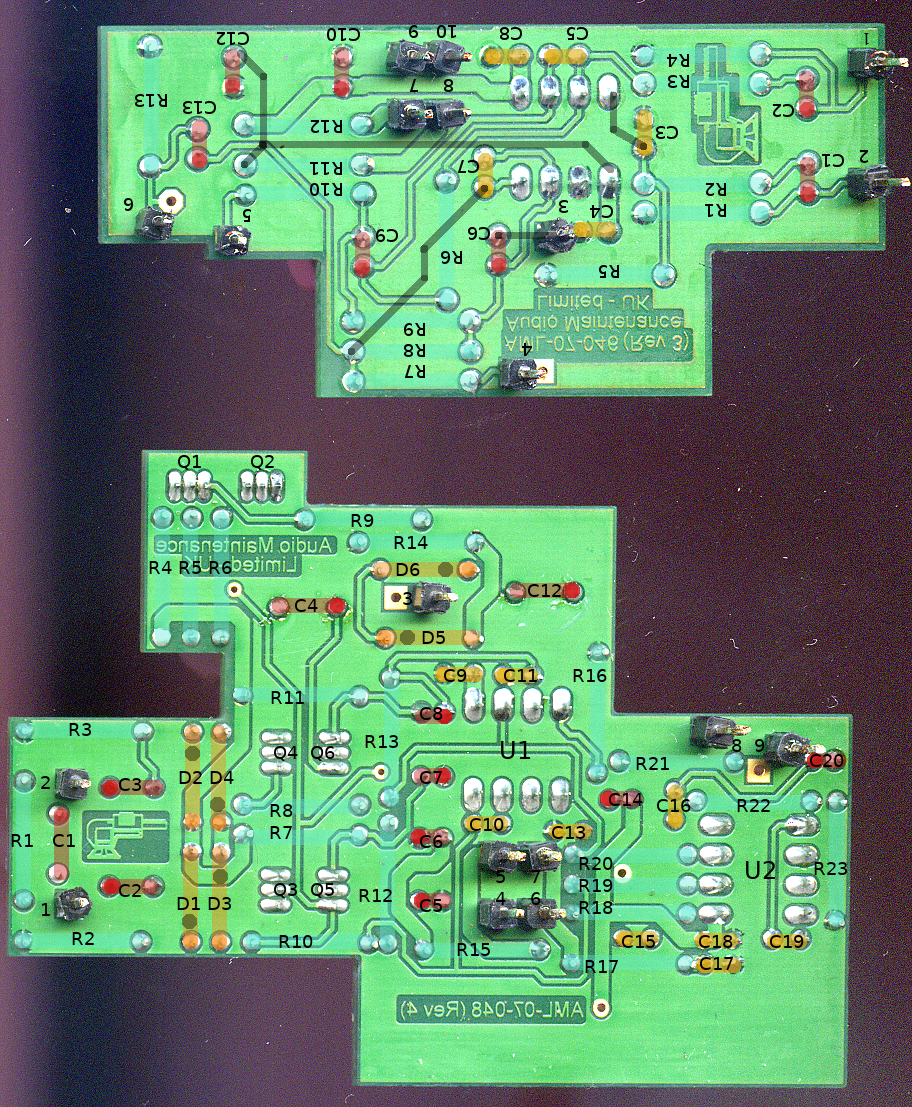 C12
C10
9 10
C8
C5
1
R4
R3
R13
7 8
C13
C2
R12
C3
R11
C7
C1
2
R10
R2
6
5
3
C4
R1
C9
C6
R6
R5
AML-07-046 (Rev 3)
Audio Maintenance
Limited - UK
R9
R8
R7
4
Q1
Q2
R9
R14
Audio Maintenance
Limited - UK
R4 R5 R6
D6
3
C4
C12
D5
C9
C11
R16
R11
C8
R3
Q4
Q6
R13
U1
8
9
C20
2
C3
D2
D4
C7
R21
R8
C14
C16
R22
R1
C1
R7
C6
C10
C13
5
7
R20
U2
R23
C2
Q3
Q5
R12
R19
1
D1
D3
C5
4
6
R18
R2
R10
R15
C15
C18
C19
R17
C17
AML-07-048 (Rev 4)